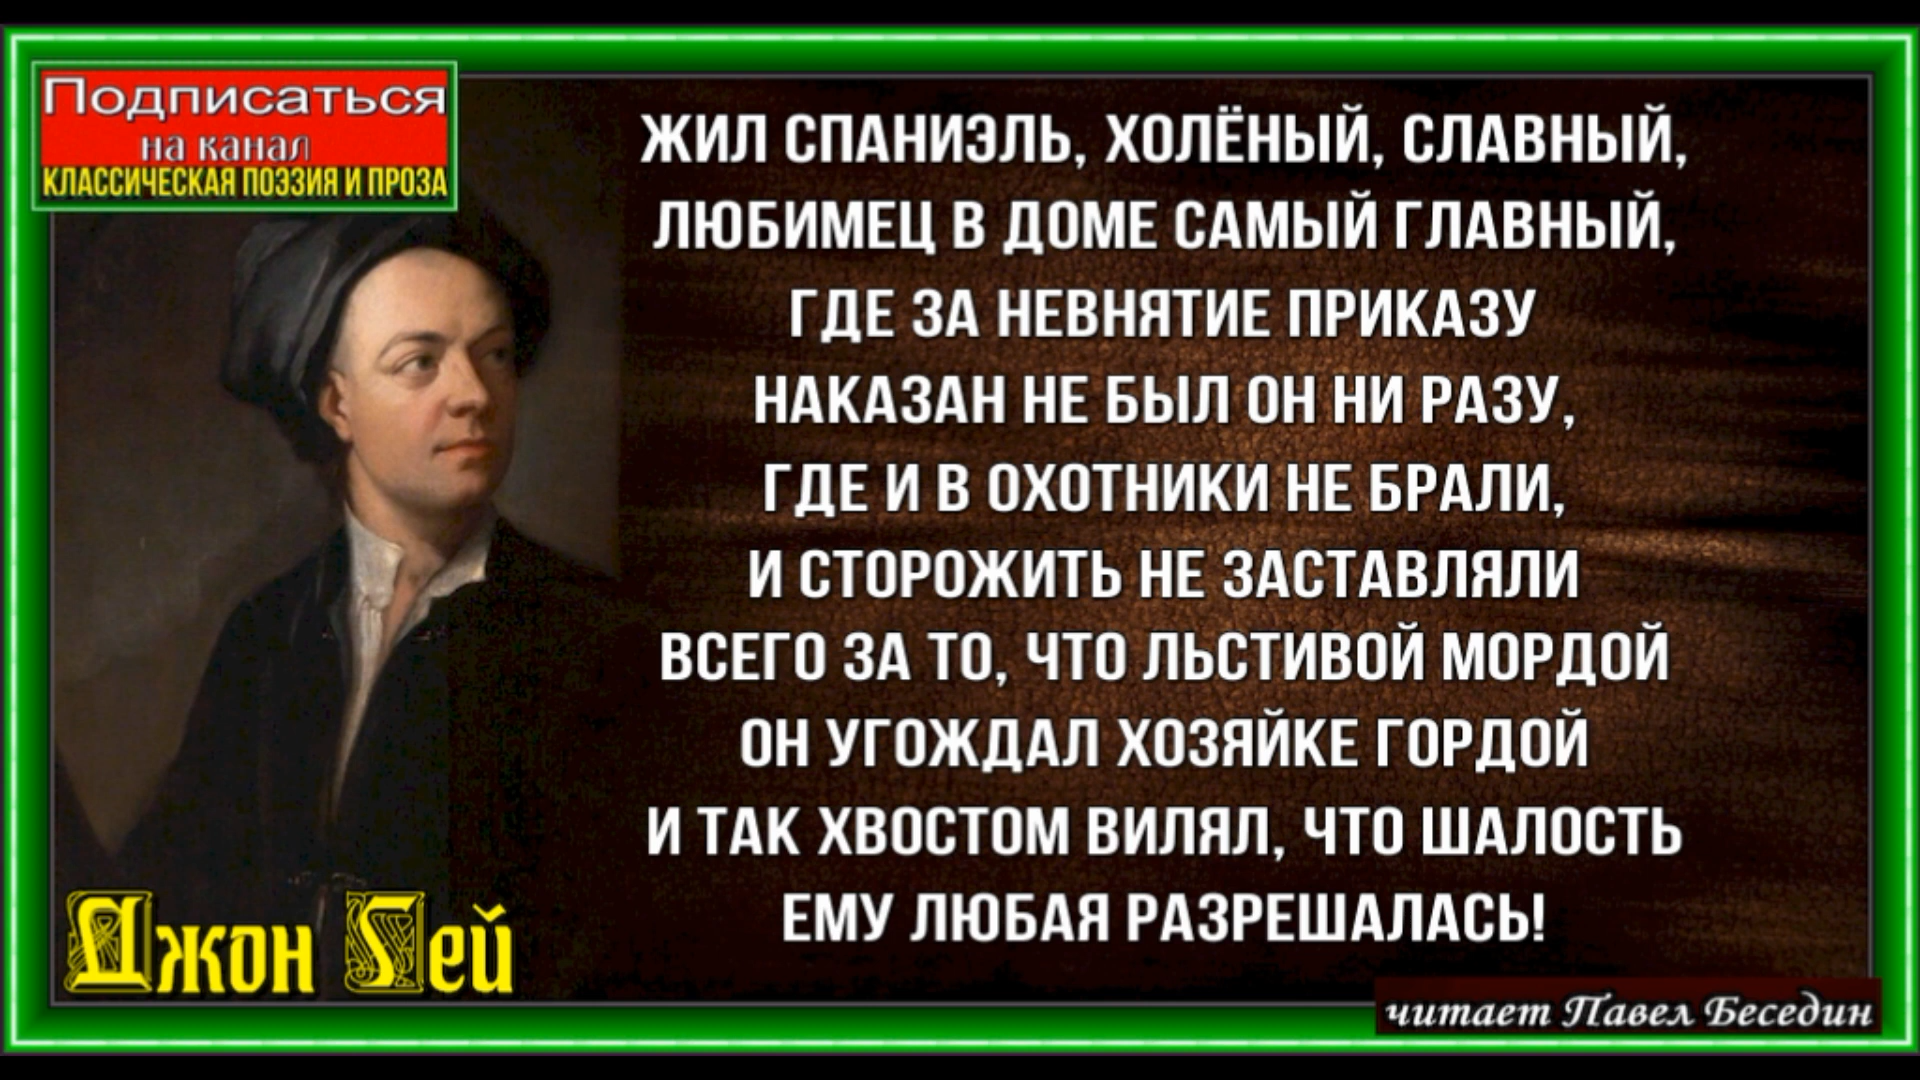 Подписаться
на канал
КЛАССИЧЕСКАЯ ПОЭЗИЯ И ПРОЗА
ЖИЛ СПАНИЭЛЬ, ХОЛЁНЫЙ, СЛАВНЫЙ,
ЛЮБИМЕЦ В ДОМЕ САМЫЙ ГЛАВНЫЙ,
ГДЕ ЗА НЕВНЯТИЕ ПРИКАЗУ
НАКАЗАН НЕ БЫЛ ОН НИ РАЗУ,
ГДЕ И В ОХОТНИКИ НЕ БРАЛИ,
И СТОРОЖИТЬ НЕ ЗАСТАВЛЯЛИ
ВСЕГО ЗА ТО, ЧТО ЛЬСТИВОЙ МОРДОЙ
ОН УГОЖДАЛ ХОЗЯЙКЕ ГОРДОЙ
И ТАК ХВОСТОМ ВИЛЯЛ, ЧТО ШАЛОСТЬ
ЕМУ ЛЮБАЯ РАЗРЕШАЛАСЬ!
Джон Гей
читает Павел Беседин